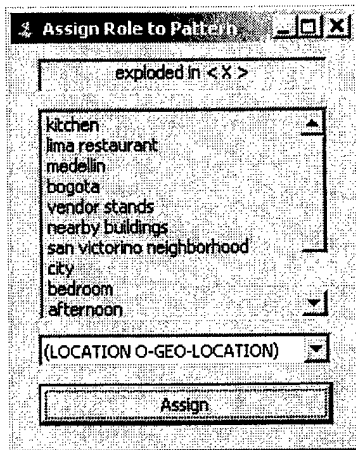 Assign Role to Pattern
exploded in < X >
kitchen
lima restaurant
medellin
bogota
vendor stands
nearby buildings
san victorino neighborhood
city
bedroom
afternoon
(LOCATION O-GEO-LOCATION)
Assign